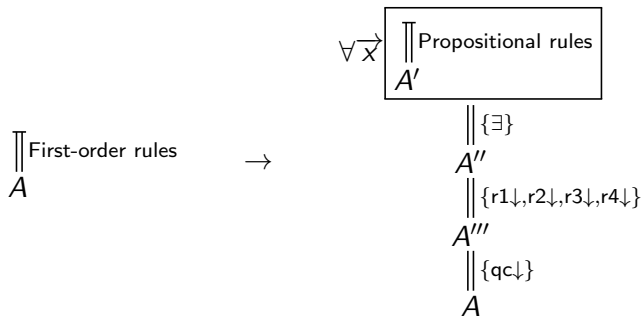 ∀x⃗ Propositional rules
A′
{∃}
First-order rules
→
A
A″
{r1↓,r2↓,r3↓,r4↓}
A‴
{qc↓}
A